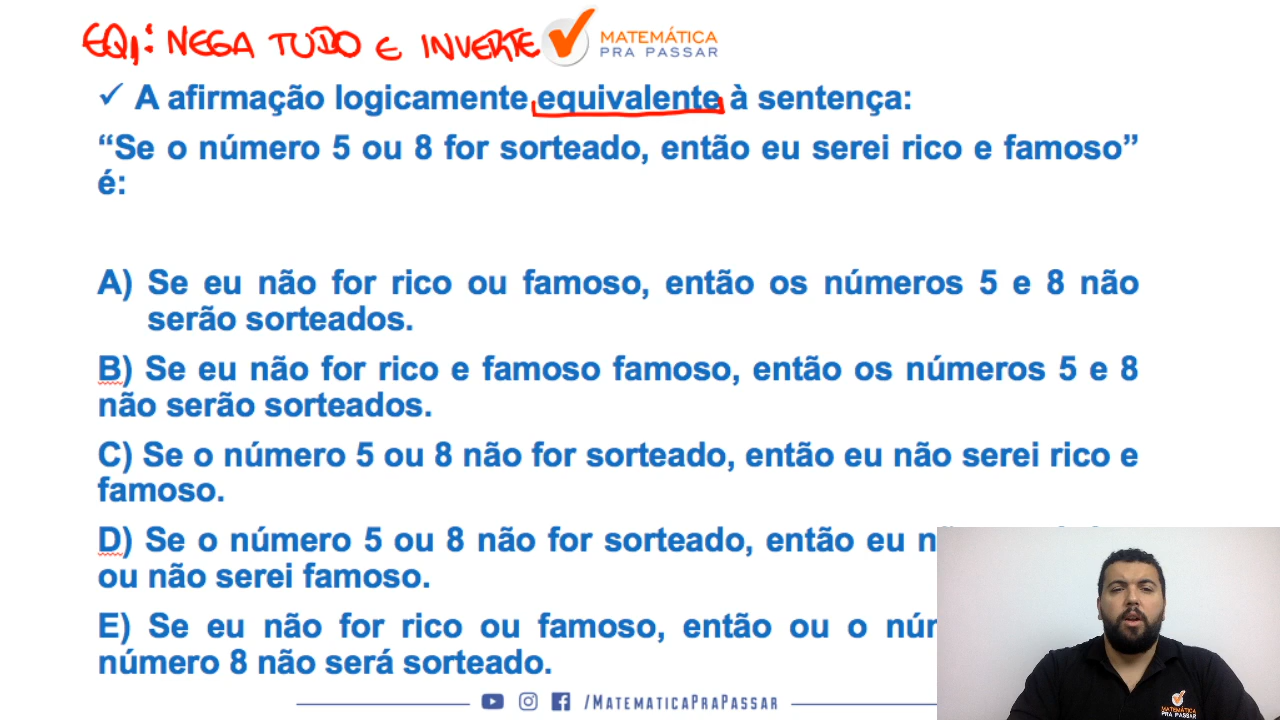 EQ1: NEGA TUDO E INVERTE
MATEMÁTICA
PRA PASSAR
✓ A afirmação logicamente equivalente à sentença:
“Se o número 5 ou 8 for sorteado, então eu serei rico e famoso”
é:
A) Se eu não for rico ou famoso, então os números 5 e 8 não
serão sorteados.
B) Se eu não for rico e famoso famoso, então os números 5 e 8
não serão sorteados.
C) Se o número 5 ou 8 não for sorteado, então eu não serei rico e
famoso.
D) Se o número 5 ou 8 não for sorteado, então eu
ou não serei famoso.
E) Se eu não for rico ou famoso, então ou o
número 8 não será sorteado.
/MATEMATICAPRAPASSAR
MATEMÁTICA
PRA PASSAR